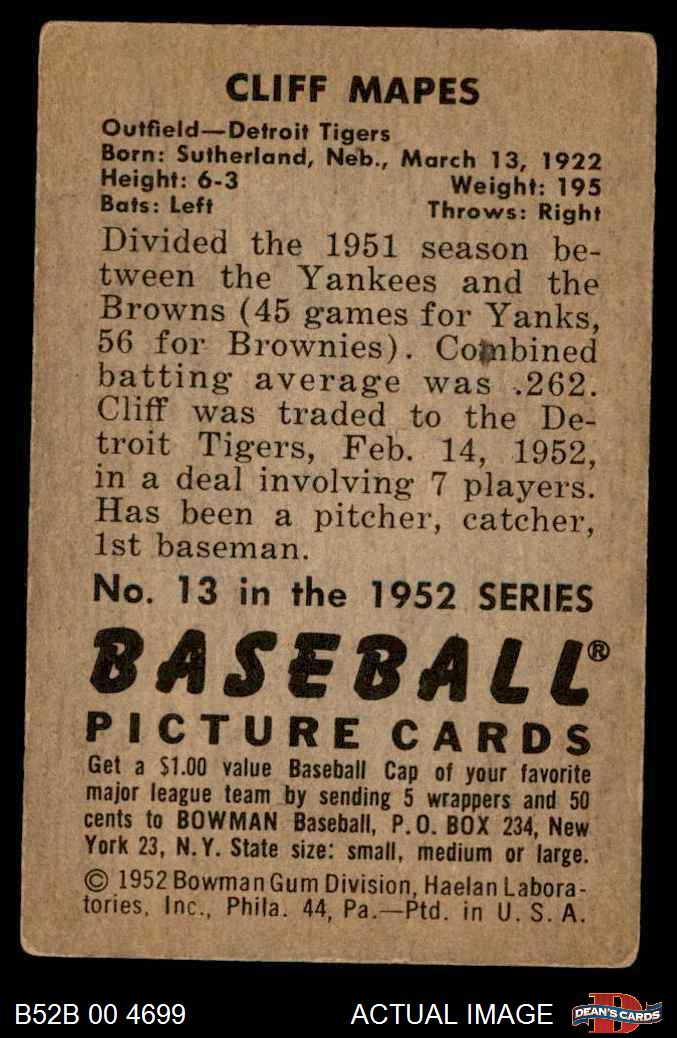 CLIFF MAPES
Outfield—Detroit Tigers
Born: Sutherland, Neb., March 13, 1922
Height: 6-3 Weight: 195
Bats: Left Throws: Right
Divided the 1951 season be-
tween the Yankees and the
Browns (45 games for Yanks,
56 for Brownies). Combined
batting average was .262.
Cliff was traded to the De-
troit Tigers, Feb. 14, 1952,
in a deal involving 7 players.
Has been a pitcher, catcher,
1st baseman.
No. 13 in the 1952 SERIES
BASEBALL®
PICTURE CARDS
Get a $1.00 value Baseball Cap of your favorite
major league team by sending 5 wrappers and 50
cents to BOWMAN Baseball, P.O. BOX 234, New
York 23, N.Y. State size: small, medium or large.
© 1952 Bowman Gum Division, Haelan Labora-
tories, Inc., Phila. 44, Pa.—Ptd. in U.S.A.
B52B 00 4699 ACTUAL IMAGE D DEAN'S CARDS